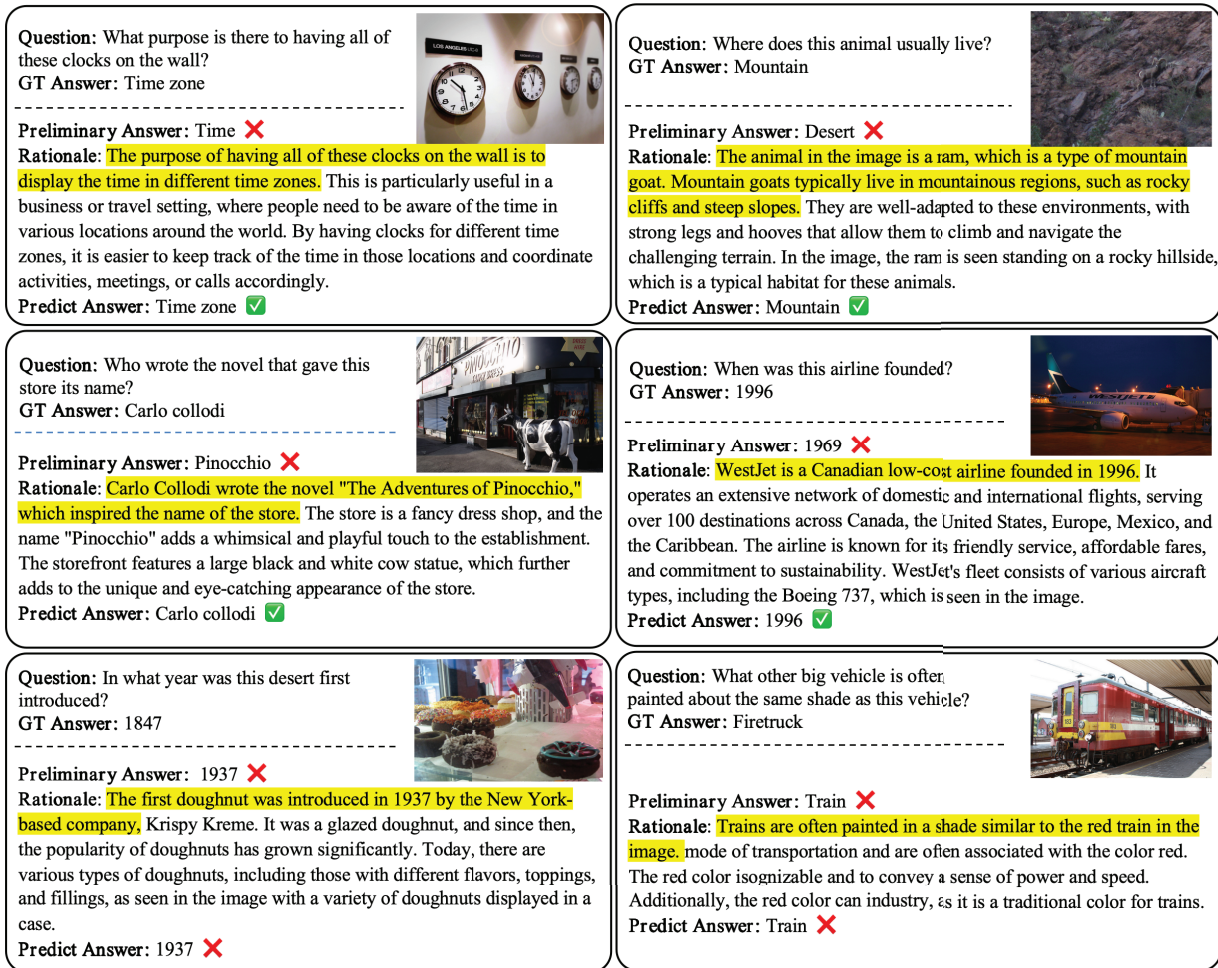 Question: What purpose is there to having all of
these clocks on the wall?
GT Answer: Time zone
LOS ANGELES
Preliminary Answer: Time ❌
Rationale: The purpose of having all of these clocks on the wall is to
display the time in different time zones. This is particularly useful in a
business or travel setting, where people need to be aware of the time in
various locations around the world. By having clocks for different time
zones, it is easier to keep track of the time in those locations and coordinate
activities, meetings, or calls accordingly.
Predict Answer: Time zone ✅
Question: Where does this animal usually live?
GT Answer: Mountain
Preliminary Answer: Desert ❌
Rationale: The animal in the image is a ram, which is a type of mountain
goat. Mountain goats typically live in mountainous regions, such as rocky
cliffs and steep slopes. They are well-adapted to these environments, with
strong legs and hooves that allow them to climb and navigate the
challenging terrain. In the image, the ram is seen standing on a rocky hillside,
which is a typical habitat for these animals.
Predict Answer: Mountain ✅
Question: Who wrote the novel that gave this
store its name?
GT Answer: Carlo collodi
PINOCCHIO
Preliminary Answer: Pinocchio ❌
Rationale: Carlo Collodi wrote the novel "The Adventures of Pinocchio,"
which inspired the name of the store. The store is a fancy dress shop, and the
name "Pinocchio" adds a whimsical and playful touch to the establishment.
The storefront features a large black and white cow statue, which further
adds to the unique and eye-catching appearance of the store.
Predict Answer: Carlo collodi ✅
Question: When was this airline founded?
GT Answer: 1996
WESTJET
Preliminary Answer: 1969 ❌
Rationale: WestJet is a Canadian low-cost airline founded in 1996. It
operates an extensive network of domestic and international flights, serving
over 100 destinations across Canada, the United States, Europe, Mexico, and
the Caribbean. The airline is known for its friendly service, affordable fares,
and commitment to sustainability. WestJet's fleet consists of various aircraft
types, including the Boeing 737, which is seen in the image.
Predict Answer: 1996 ✅
Question: In what year was this desert first
introduced?
GT Answer: 1847
Preliminary Answer: 1937 ❌
Rationale: The first doughnut was introduced in 1937 by the New York-
based company, Krispy Kreme. It was a glazed doughnut, and since then,
the popularity of doughnuts has grown significantly. Today, there are
various types of doughnuts, including those with different flavors, toppings,
and fillings, as seen in the image with a variety of doughnuts displayed in a
case.
Predict Answer: 1937 ❌
Question: What other big vehicle is often
painted about the same shade as this vehicle?
GT Answer: Firetruck
Preliminary Answer: Train ❌
Rationale: Trains are often painted in a shade similar to the red train in the
image. mode of transportation and are often associated with the color red.
The red color isognizable and to convey a sense of power and speed.
Additionally, the red color can industry, as it is a traditional color for trains.
Predict Answer: Train ❌